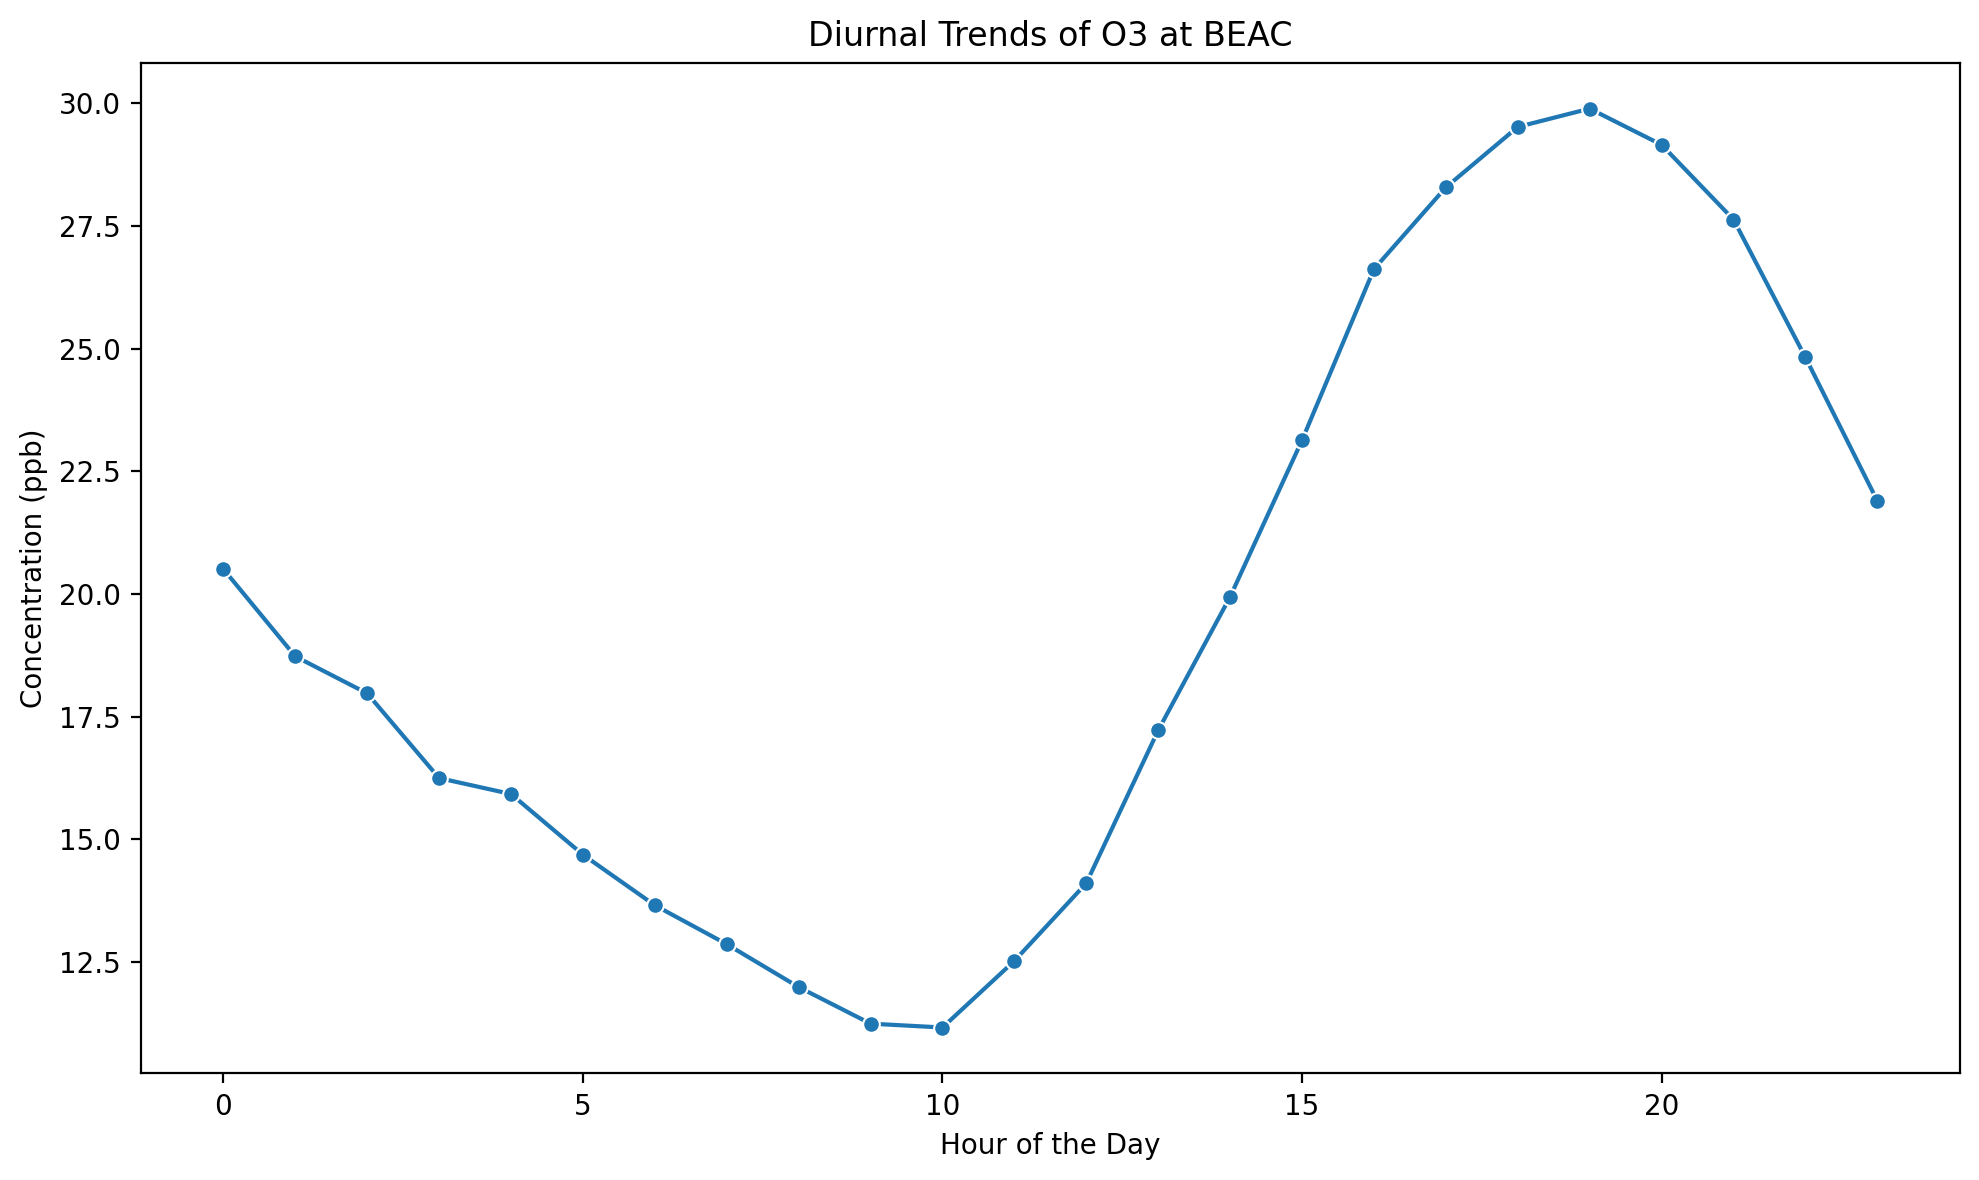 Diurnal Trends of O3 at BEAC
30.0
27.5
25.0
22.5
20.0
17.5
15.0
12.5
Concentration (ppb)
0 5 10 15 20
Hour of the Day